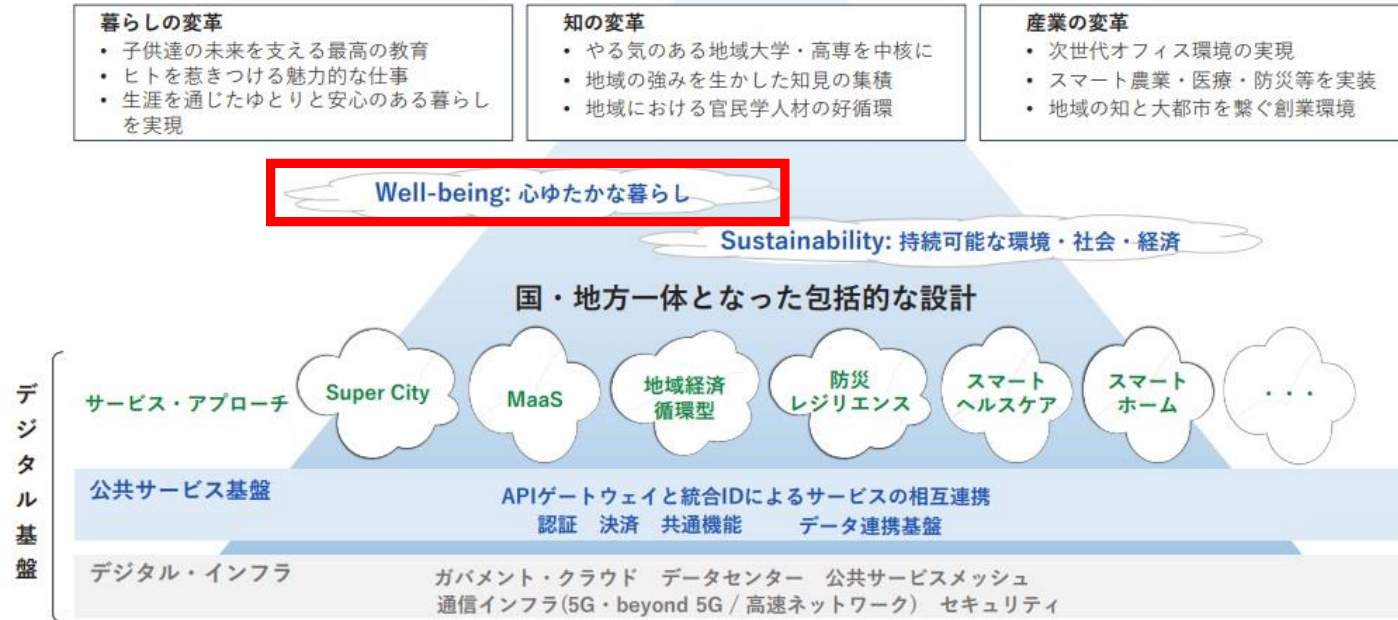 暮らしの変革
• 子供達の未来を支える最高の教育
• ヒトを惹きつける魅力的な仕事
• 生涯を通じたゆとりと安心のある暮らし
を実現
知の変革
• やる気のある地域大学・高専を中核に
• 地域の強みを生かした知見の集積
• 地域における官民学人材の好循環
産業の変革
• 次世代オフィス環境の実現
• スマート農業・医療・防災等を実装
• 地域の知と大都市を繋ぐ創業環境
Well-being: 心ゆたかな暮らし
Sustainability: 持続可能な環境・社会・経済
国・地方一体となった包括的な設計
デジタル基盤
サービス・アプローチ
Super City
MaaS
地域経済
循環型
防災
レジリエンス
スマート
ヘルスケア
スマート
ホーム
・・・
公共サービス基盤
APIゲートウェイと統合IDによるサービスの相互連携
認証 決済 共通機能 データ連携基盤
デジタル・インフラ
ガバメント・クラウド データセンター 公共サービスメッシュ
通信インフラ(5G・beyond 5G / 高速ネットワーク) セキュリティ